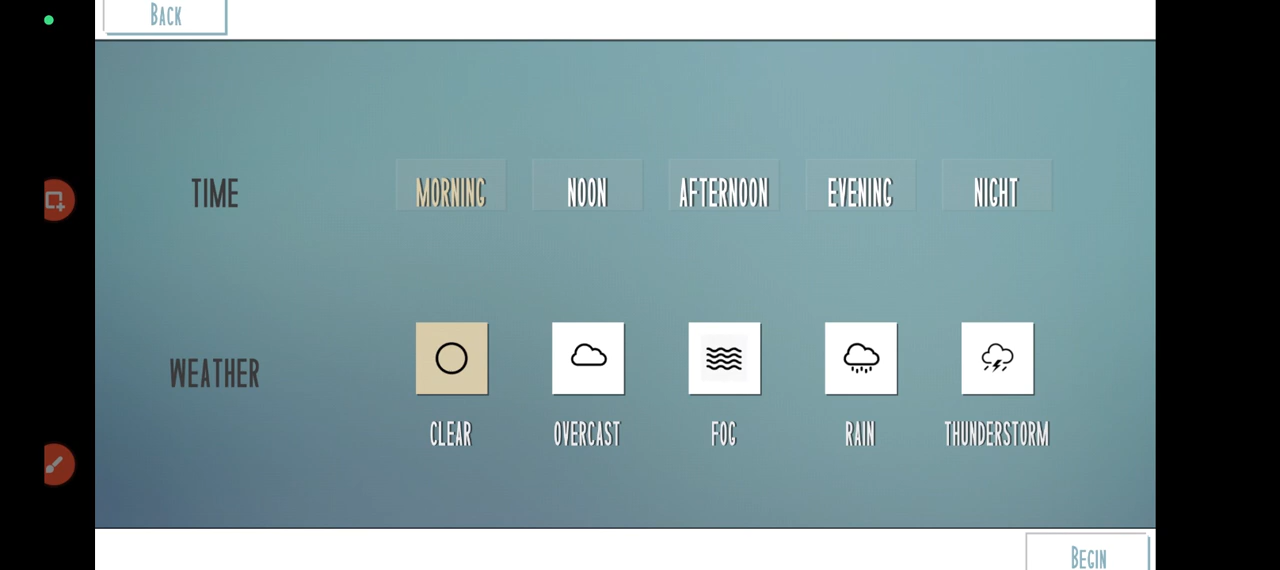 BACK
TIME
MORNING NOON AFTERNOON EVENING NIGHT
WEATHER
CLEAR OVERCAST FOG RAIN THUNDERSTORM
BEGIN